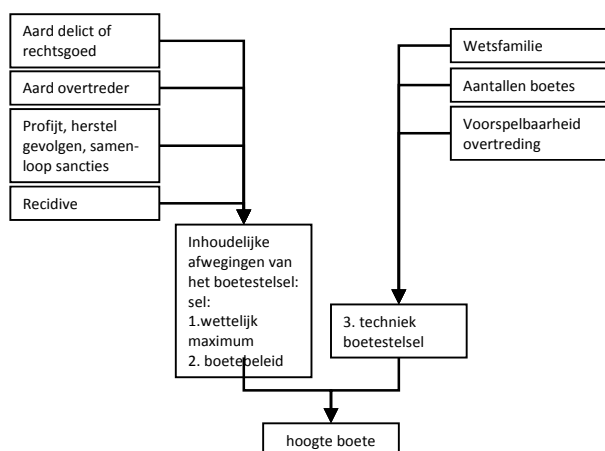 Aard delict of
rechtsgoed
Aard overtreder
Profijt, herstel
gevolgen, samen-
loop sancties
Recidive
Wetsfamilie
Aantallen boetes
Voorspelbaarheid
overtreding
Inhoudelijke
afwegingen van
het boetestelsel:
sel:
1.wettelijk
maximum
2. boetebeleid
3. techniek
boetestelsel
hoogte boete